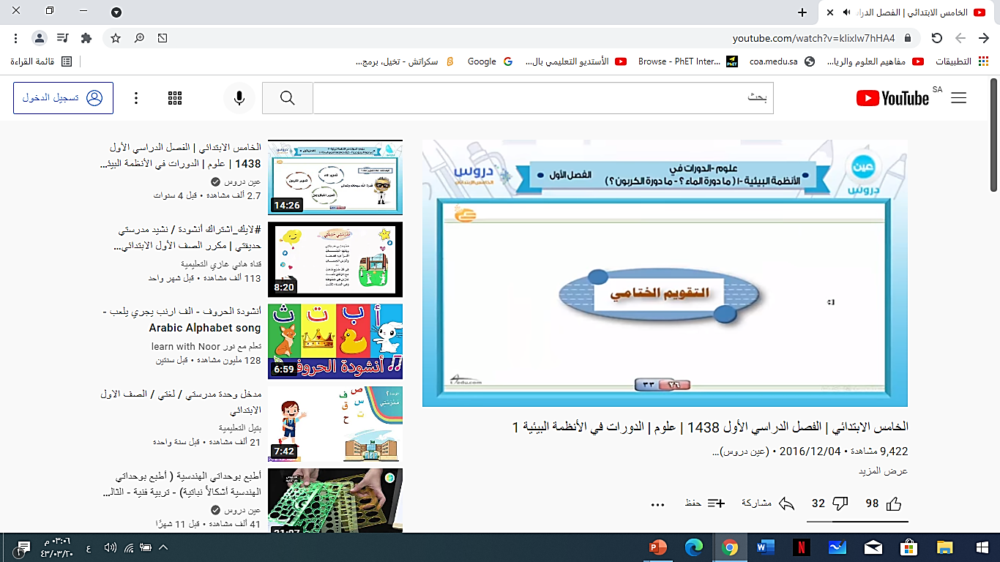 الخامس الابتدائي | الفصل الدرا
youtube.com/watch?v=klixlw7hHA4
التطبيقات
مفاهيم العلوم والريا...
coa.medu.sa
Browse - PhET Inter...
الأستديو التعليمي بال...
Google
سكراتش - تخيل، برمج...
قائمة القراءة
YouTube SA
بحث
تسجيل الدخول
عين
دروس
علوم -الدورات في
الأنظمة البيئية -١ ( ما دورة الماء ؟ - ما دورة الكربون ؟ )
الفصل الأول
دروس
التقويم الختامي
٣٣
٢٦
الخامس الابتدائي | الفصل الدراسي الأول 1438 | علوم | الدورات في الأنظمة البيئية 1
9,422 مشاهدة • 2016/12/04 • (عين دروس)...
عرض المزيد
98
32
مشاركة
حفظ
الخامس الابتدائي | الفصل الدراسي الأول
1438 | علوم | الدورات في الأنظمة البيئ...
عين دروس
2.7 ألف مشاهدة • قبل 4 سنوات
14:26
#لايك_اشتراك أنشودة / نشيد مدرستي
حديقتي | مكرر الصف الأول الابتدائي...
قناة هاني غازي التعليمية
113 ألف مشاهدة • قبل شهر واحد
8:20
أنشودة الحروف - الف ارنب يجري يلعب -
Arabic Alphabet song
تعلم مع نور learn with Noor
128 مليون مشاهدة • قبل سنتين
أ ب ت ث
أنشودة الحروف
6:59
مدخل وحدة مدرستي / لغتي / الصف الاول
الابتدائي
بتيل التعليمية
21 ألف مشاهدة • قبل سنة واحدة
7:42
أطبع بوحداتي الهندسية ( أطبع بوحداتي
الهندسية أشكالاً نباتية) - تربية فنية - الثال...
عين دروس
41 ألف مشاهدة • قبل 11 شهرًا
٠٣:٠٦ م
٤٣/٠٣/٢٠
ع